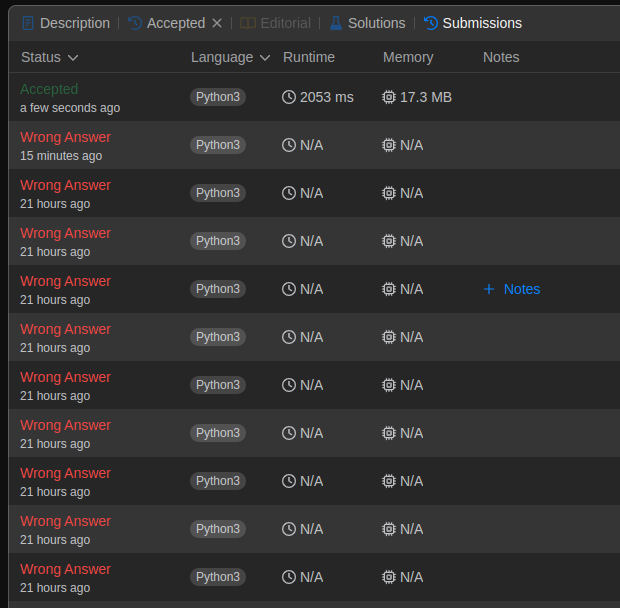 Description Accepted Editorial Solutions Submissions
Status Language Runtime Memory Notes
Accepted
a few seconds ago
Python3 2053 ms 17.3 MB
Wrong Answer
15 minutes ago
Python3 N/A N/A
Wrong Answer
21 hours ago
Python3 N/A N/A
Wrong Answer
21 hours ago
Python3 N/A N/A
Wrong Answer
21 hours ago
Python3 N/A N/A + Notes
Wrong Answer
21 hours ago
Python3 N/A N/A
Wrong Answer
21 hours ago
Python3 N/A N/A
Wrong Answer
21 hours ago
Python3 N/A N/A
Wrong Answer
21 hours ago
Python3 N/A N/A
Wrong Answer
21 hours ago
Python3 N/A N/A
Wrong Answer
21 hours ago
Python3 N/A N/A